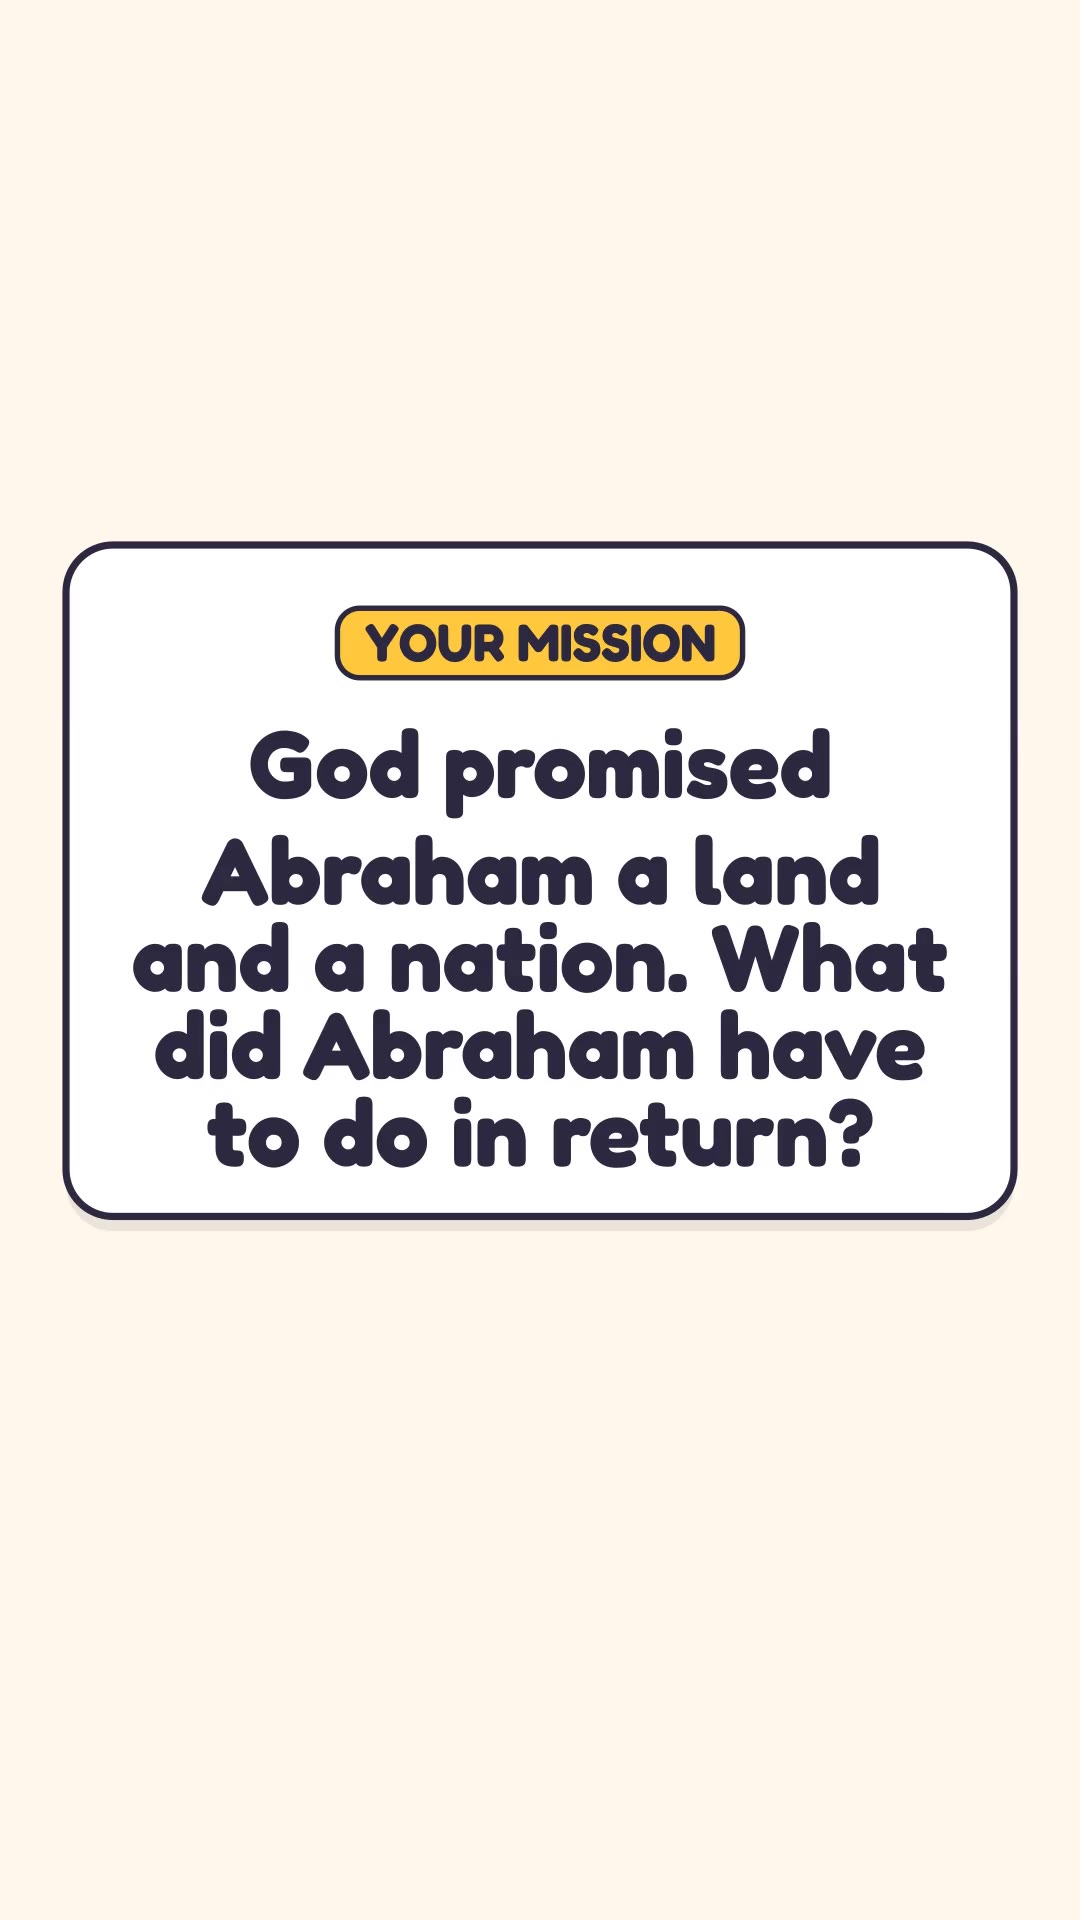 YOUR MISSION
God promised
Abraham a land
and a nation. What
did Abraham have
to do in return?